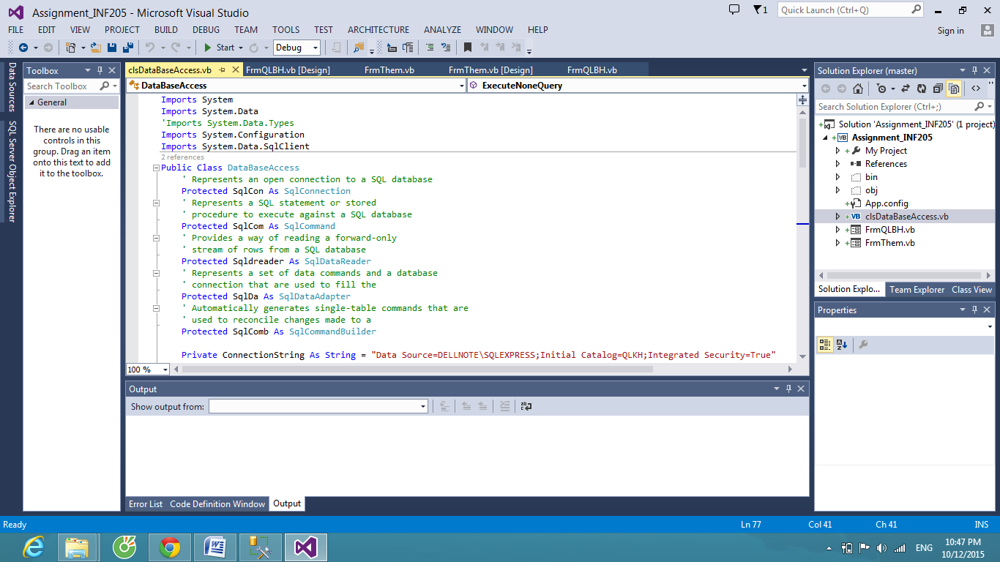 Assignment_INF205 - Microsoft Visual Studio
1
Quick Launch (Ctrl+Q)
FILE EDIT VIEW PROJECT BUILD DEBUG TEAM TOOLS TEST ARCHITECTURE ANALYZE WINDOW HELP
Sign in
Start
Debug
Data Sources
SQL Server Object Explorer
Toolbox
Search Toolbox
General
There are no usable
controls in this
group. Drag an item
onto this text to add
it to the toolbox.
clsDataBaseAccess.vb FrmQLBH.vb [Design] FrmThem.vb FrmThem.vb [Design] FrmQLBH.vb
DataBaseAccess
ExecuteNoneQuery
Imports System
Imports System.Data
'Imports System.Data.Types
Imports System.Configuration
Imports System.Data.SqlClient
2 references
Public Class DataBaseAccess
' Represents an open connection to a SQL database
Protected SqlCon As SqlConnection
' Represents a SQL statement or stored
' procedure to execute against a SQL database
Protected SqlCom As SqlCommand
' Provides a way of reading a forward-only
' stream of rows from a SQL database
Protected Sqldreader As SqlDataReader
' Represents a set of data commands and a database
' connection that are used to fill the
Protected SqlDa As SqlDataAdapter
' Automatically generates single-table commands that are
' used to reconcile changes made to a
Protected SqlComb As SqlCommandBuilder
Private ConnectionString As String = "Data Source=DELLNOTE\SQLEXPRESS;Initial Catalog=QLKH;Integrated Security=True"
100 %
Output
Show output from:
Error List Code Definition Window Output
Solution Explorer (master)
Search Solution Explorer (Ctrl+;)
Solution 'Assignment_INF205' (1 project)
VB Assignment_INF205
My Project
References
bin
obj
App.config
VB clsDataBaseAccess.vb
FrmQLBH.vb
FrmThem.vb
Solution Explo... Team Explorer Class View
Properties
Ready
Ln 77 Col 41 Ch 41 INS
ENG
10:47 PM
10/12/2015